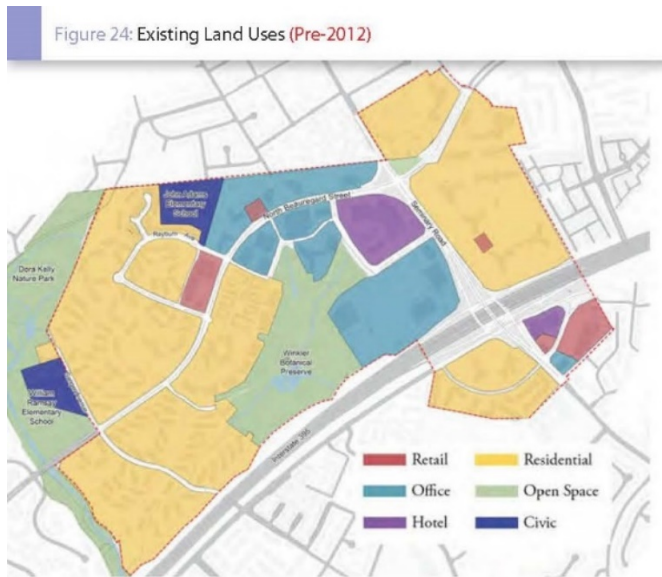 Figure 24: Existing Land Uses (Pre-2012)
John Adams
Elementary
School
North Beauregard Street
Seminary Road
Dora Kelly
Nature Park
Winkler
Botanical
Preserve
William
Ramsay
Elementary
School
Interstate 395
Retail
Residential
Office
Open Space
Hotel
Civic